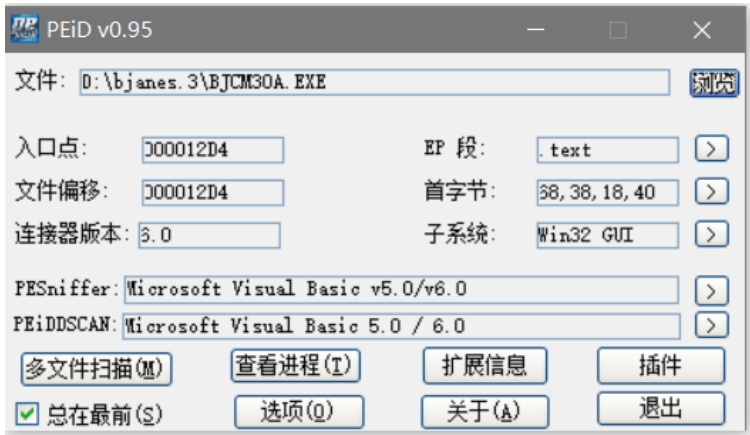 PEiD v0.95
文件: D:\bjanes.3\BJCM30A.EXE 浏览
入口点: 000012D4 EP 段: .text >
文件偏移: 000012D4 首字节: 68,38,18,40 >
连接器版本: 6.0 子系统: Win32 GUI >
PESniffer: Microsoft Visual Basic v5.0/v6.0 >
PEiDDSCAN: Microsoft Visual Basic 5.0 / 6.0 >
多文件扫描(M) 查看进程(T) 扩展信息 插件
总在最前(S) 选项(O) 关于(A) 退出